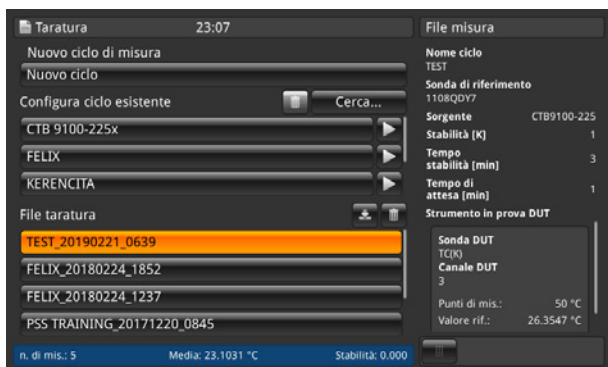 Taratura 23:07
Nuovo ciclo di misura
Nuovo ciclo
Configura ciclo esistente Cerca...
CTB 9100-225x
FELIX
KERENCITA
File taratura
TEST_20190221_0639
FELIX_20180224_1852
FELIX_20180224_1237
PSS TRAINING_20171220_0845
n. di mis.: 5 Media: 23.1031 °C Stabilità: 0.000
File misura
Nome ciclo
TEST
Sonda di riferimento
1108QDY7
Sorgente CTB9100-225
Stabilità [K] 1
Tempo
stabilità [min] 3
Tempo di
attesa [min] 1
Strumento in prova DUT
Sonda DUT
TC(K)
Canale DUT
3
Punti di mis.: 50 °C
Valore rif.: 26.3547 °C